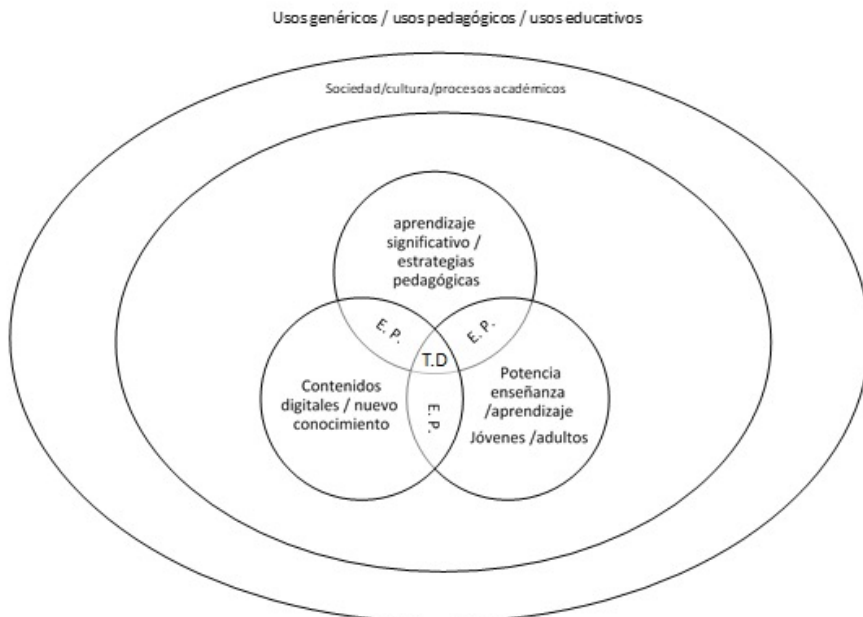 Usos genéricos / usos pedagógicos / usos educativos
Sociedad/cultura/procesos académicos
aprendizaje
significativo /
estrategias
pedagógicas
E. P.
E. P.
T.D
Contenidos
digitales / nuevo
conocimiento
E. P.
Potencia
enseñanza
/aprendizaje
Jóvenes /adultos